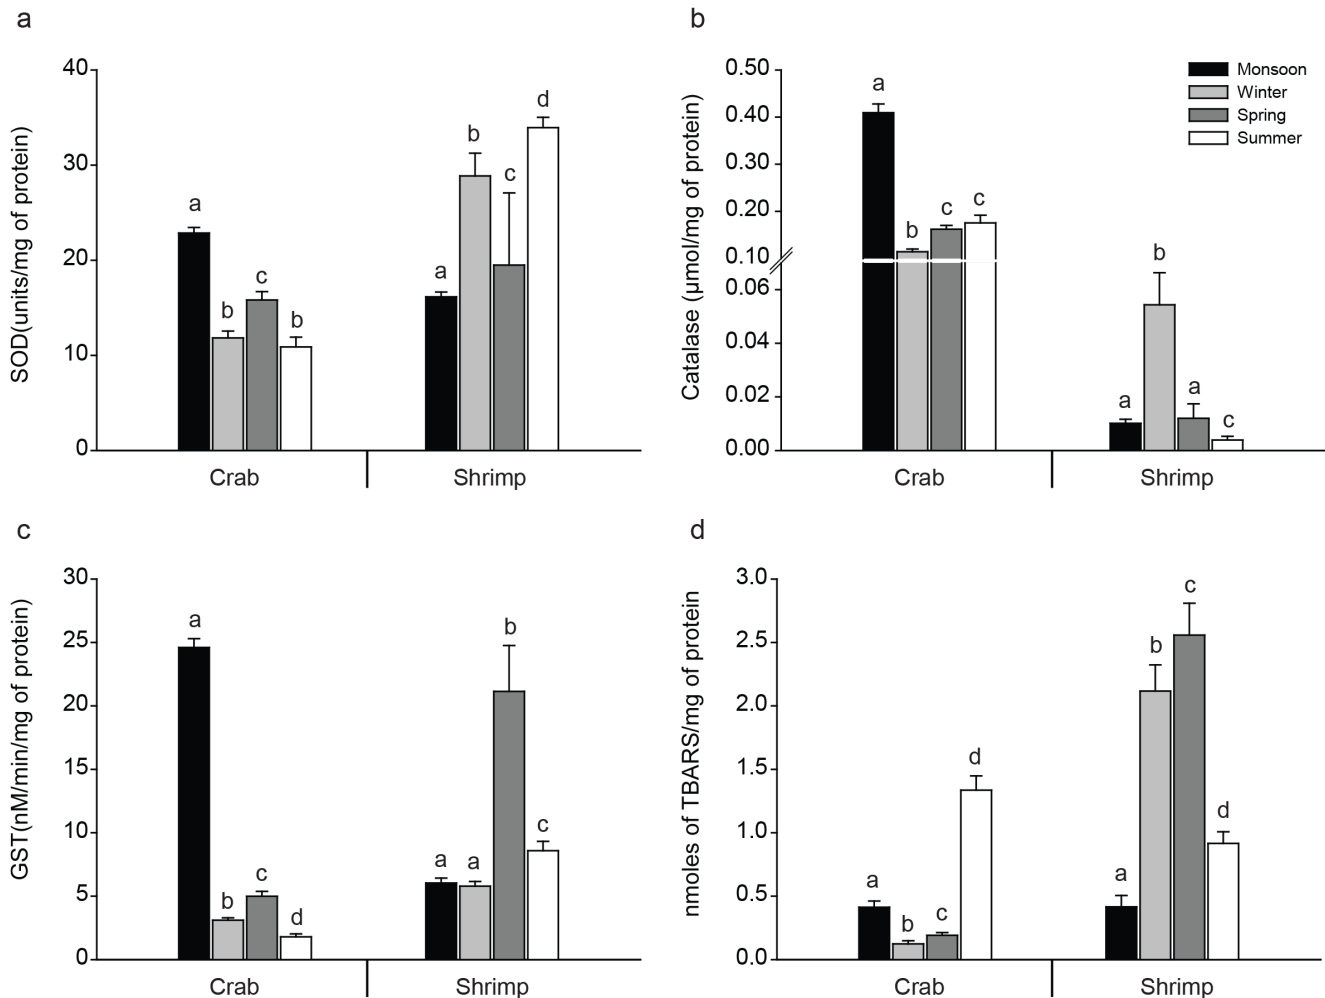 a
SOD(units/mg of protein)
40
30
20
10
0
a
b
c
b
a
b
c
d
Crab
Shrimp
b
Catalase (µmol/mg of protein)
0.50
0.40
0.30
0.20
0.10
0.06
0.04
0.02
0.00
Monsoon
Winter
Spring
Summer
a
b
c
c
a
b
a
c
Crab
Shrimp
c
GST(nM/min/mg of protein)
30
25
20
15
10
5
0
a
b
c
d
a
a
b
c
Crab
Shrimp
d
nmoles of TBARS/mg of protein
3.0
2.5
2.0
1.5
1.0
0.5
0.0
a
b
c
d
a
b
c
d
Crab
Shrimp